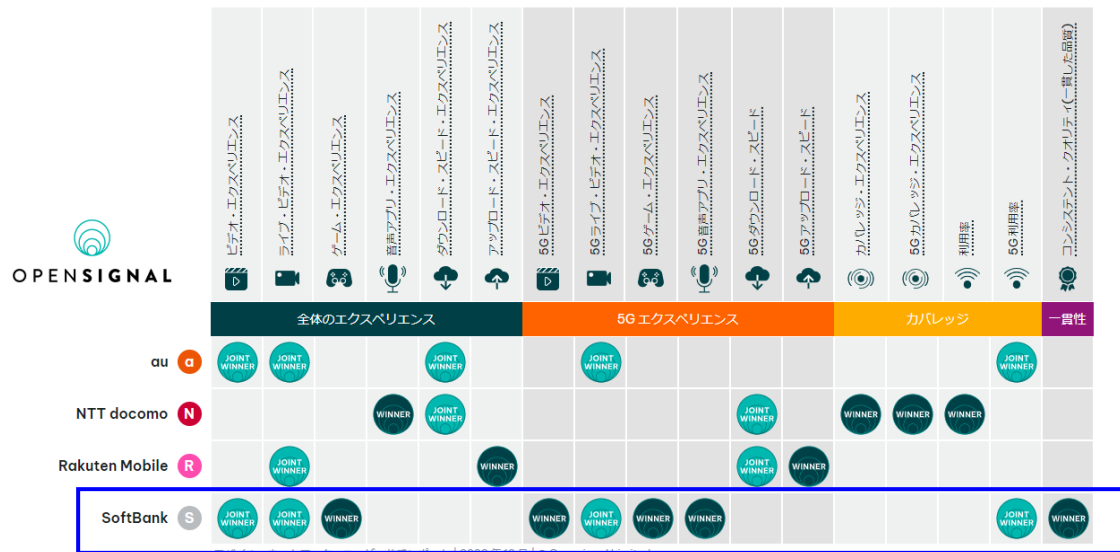 ビデオ・エクスペリエンス
ライブ・ビデオ・エクスペリエンス
ゲーム・エクスペリエンス
音声アプリ・エクスペリエンス
ダウンロード・スピード・エクスペリエンス
アップロード・スピード・エクスペリエンス
5Gビデオ・エクスペリエンス
5Gライブ・ビデオ・エクスペリエンス
5Gゲーム・エクスペリエンス
5G音声アプリ・エクスペリエンス
5Gダウンロード・スピード
5Gアップロード・スピード
カバレッジ・エクスペリエンス
5Gカバレッジ・エクスペリエンス
利用率
5G利用率
コンシステント・クオリティ(一貫した品質)
OPENSIGNAL
全体のエクスペリエンス 5G エクスペリエンス カバレッジ 一貫性
au a JOINT WINNER JOINT WINNER JOINT WINNER JOINT WINNER JOINT WINNER
NTT docomo N WINNER JOINT WINNER JOINT WINNER WINNER WINNER WINNER
Rakuten Mobile R JOINT WINNER WINNER JOINT WINNER WINNER
SoftBank S JOINT WINNER JOINT WINNER WINNER WINNER JOINT WINNER WINNER WINNER JOINT WINNER WINNER